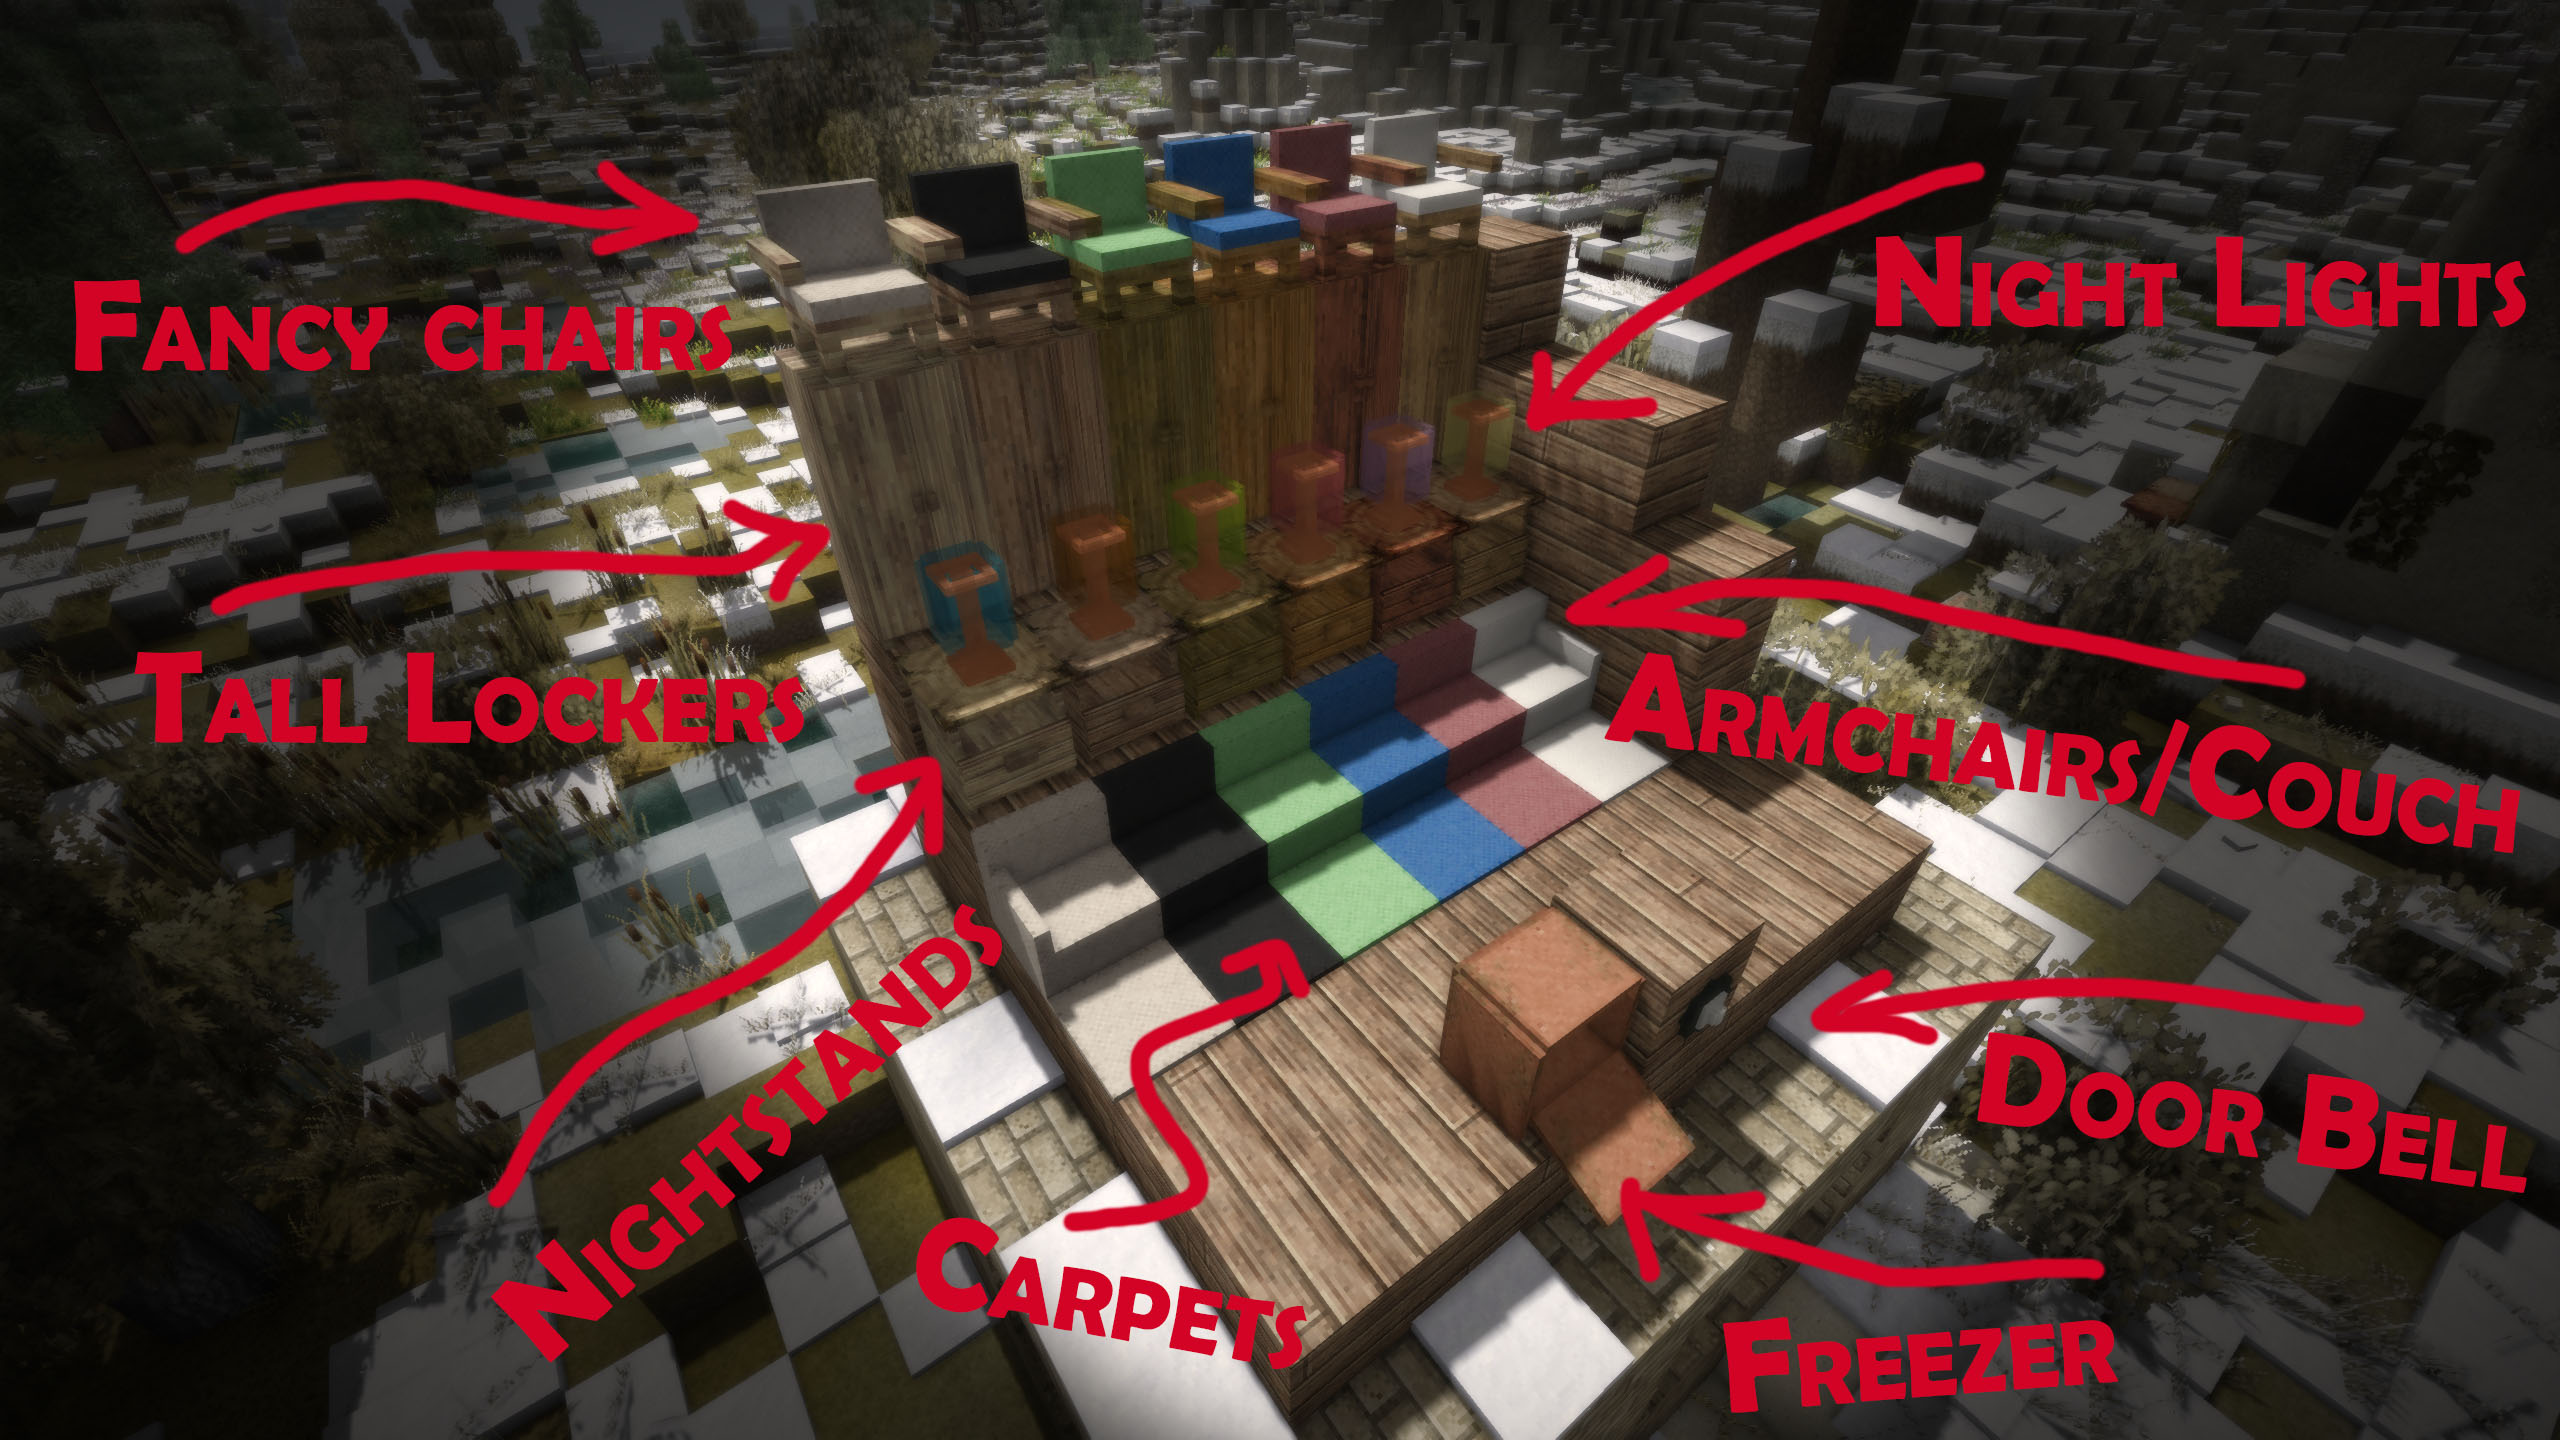 Fancy chairs
Night Lights
Tall Lockers
Armchairs/Couch
Nightstands
Door Bell
Carpets
Freezer